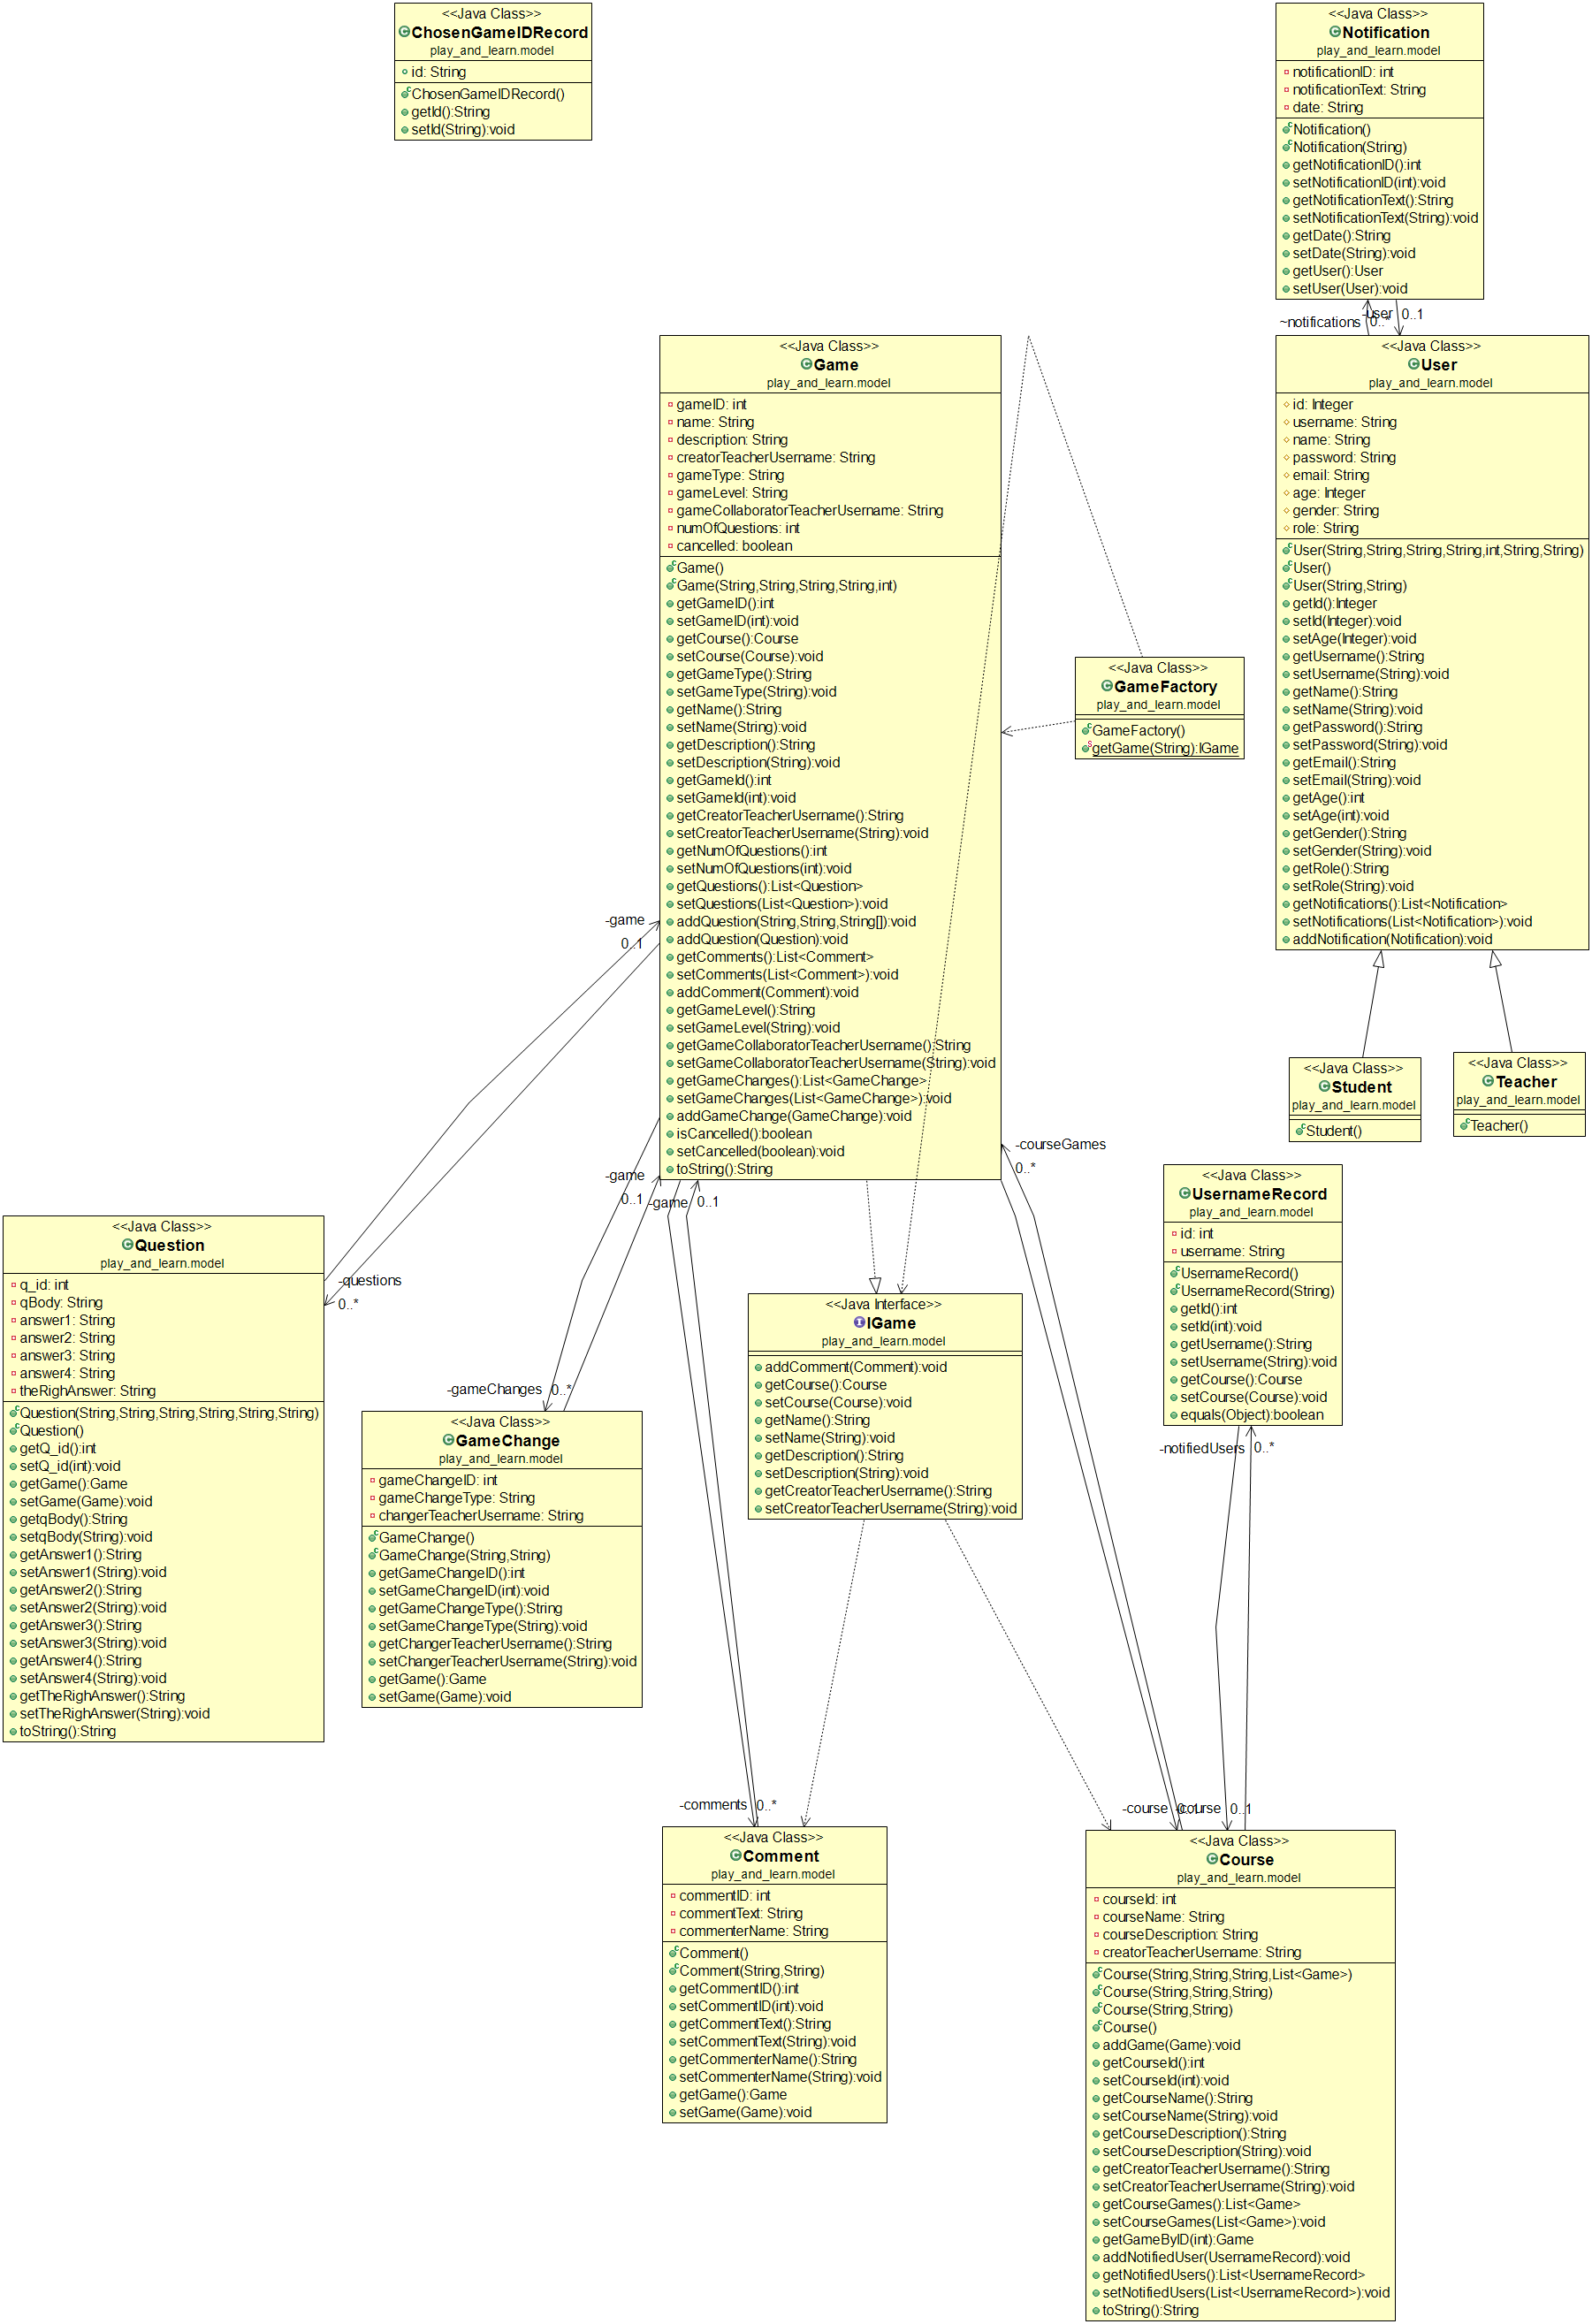 <<Java Class>>
ChosenGameIDRecord
play_and_learn.model
id: String
ChosenGameIDRecord()
getId():String
setId(String):void
<<Java Class>>
Notification
play_and_learn.model
notificationID: int
notificationText: String
date: String
Notification()
Notification(String)
getNotificationID():int
setNotificationID(int):void
getNotificationText():String
setNotificationText(String):void
getDate():String
setDate(String):void
getUser():User
setUser(User):void
-user 0..1
~notifications 0..*
<<Java Class>>
Game
play_and_learn.model
gameID: int
name: String
description: String
creatorTeacherUsername: String
gameType: String
gameLevel: String
gameCollaboratorTeacherUsername: String
numOfQuestions: int
cancelled: boolean
Game()
Game(String,String,String,String,int)
getGameID():int
setGameID(int):void
getCourse():Course
setCourse(Course):void
getGameType():String
setGameType(String):void
getName():String
setName(String):void
getDescription():String
setDescription(String):void
getGameId():int
setGameId(int):void
getCreatorTeacherUsername():String
setCreatorTeacherUsername(String):void
getNumOfQuestions():int
setNumOfQuestions(int):void
getQuestions():List<Question>
setQuestions(List<Question>):void
addQuestion(String,String,String[]):void
addQuestion(Question):void
getComments():List<Comment>
setComments(List<Comment>):void
addComment(Comment):void
getGameLevel():String
setGameLevel(String):void
getGameCollaboratorTeacherUsername():String
setGameCollaboratorTeacherUsername(String):void
getGameChanges():List<GameChange>
setGameChanges(List<GameChange>):void
addGameChange(GameChange):void
isCancelled():boolean
setCancelled(boolean):void
toString():String
<<Java Class>>
User
play_and_learn.model
id: Integer
username: String
name: String
password: String
email: String
age: Integer
gender: String
role: String
User(String,String,String,String,int,String,String)
User()
User(String,String)
getId():Integer
setId(Integer):void
setAge(Integer):void
getUsername():String
setUsername(String):void
getName():String
setName(String):void
getPassword():String
setPassword(String):void
getEmail():String
setEmail(String):void
getAge():int
setAge(int):void
getGender():String
setGender(String):void
getRole():String
setRole(String):void
getNotifications():List<Notification>
setNotifications(List<Notification>):void
addNotification(Notification):void
<<Java Class>>
GameFactory
play_and_learn.model
GameFactory()
getGame(String):IGame
-game
0..1
<<Java Class>>
Student
play_and_learn.model
Student()
<<Java Class>>
Teacher
play_and_learn.model
Teacher()
-courseGames
0..*
-game
0..1
-game 0..1
<<Java Class>>
UsernameRecord
play_and_learn.model
id: int
username: String
UsernameRecord()
UsernameRecord(String)
getId():int
setId(int):void
getUsername():String
setUsername(String):void
getCourse():Course
setCourse(Course):void
equals(Object):boolean
-notifiedUsers 0..*
<<Java Class>>
Question
play_and_learn.model
q_id: int
qBody: String
answer1: String
answer2: String
answer3: String
answer4: String
theRighAnswer: String
Question(String,String,String,String,String,String)
Question()
getQ_id():int
setQ_id(int):void
getGame():Game
setGame(Game):void
getqBody():String
setqBody(String):void
getAnswer1():String
setAnswer1(String):void
getAnswer2():String
setAnswer2(String):void
getAnswer3():String
setAnswer3(String):void
getAnswer4():String
setAnswer4(String):void
getTheRighAnswer():String
setTheRighAnswer(String):void
toString():String
-questions
0..*
<<Java Interface>>
IGame
play_and_learn.model
addComment(Comment):void
getCourse():Course
setCourse(Course):void
getName():String
setName(String):void
getDescription():String
setDescription(String):void
getCreatorTeacherUsername():String
setCreatorTeacherUsername(String):void
-gameChanges 0..*
<<Java Class>>
GameChange
play_and_learn.model
gameChangeID: int
gameChangeType: String
changerTeacherUsername: String
GameChange()
GameChange(String,String)
getGameChangeID():int
setGameChangeID(int):void
getGameChangeType():String
setGameChangeType(String):void
getChangerTeacherUsername():String
setChangerTeacherUsername(String):void
getGame():Game
setGame(Game):void
-comments 0..*
-course 0..1
-course 0..1
<<Java Class>>
Comment
play_and_learn.model
commentID: int
commentText: String
commenterName: String
Comment()
Comment(String,String)
getCommentID():int
setCommentID(int):void
getCommentText():String
setCommentText(String):void
getCommenterName():String
setCommenterName(String):void
getGame():Game
setGame(Game):void
<<Java Class>>
Course
play_and_learn.model
courseId: int
courseName: String
courseDescription: String
creatorTeacherUsername: String
Course(String,String,String,List<Game>)
Course(String,String,String)
Course(String,String)
Course()
addGame(Game):void
getCourseId():int
setCourseId(int):void
getCourseName():String
setCourseName(String):void
getCourseDescription():String
setCourseDescription(String):void
getCreatorTeacherUsername():String
setCreatorTeacherUsername(String):void
getCourseGames():List<Game>
setCourseGames(List<Game>):void
getGameByID(int):Game
addNotifiedUser(UsernameRecord):void
getNotifiedUsers():List<UsernameRecord>
setNotifiedUsers(List<UsernameRecord>):void
toString():String